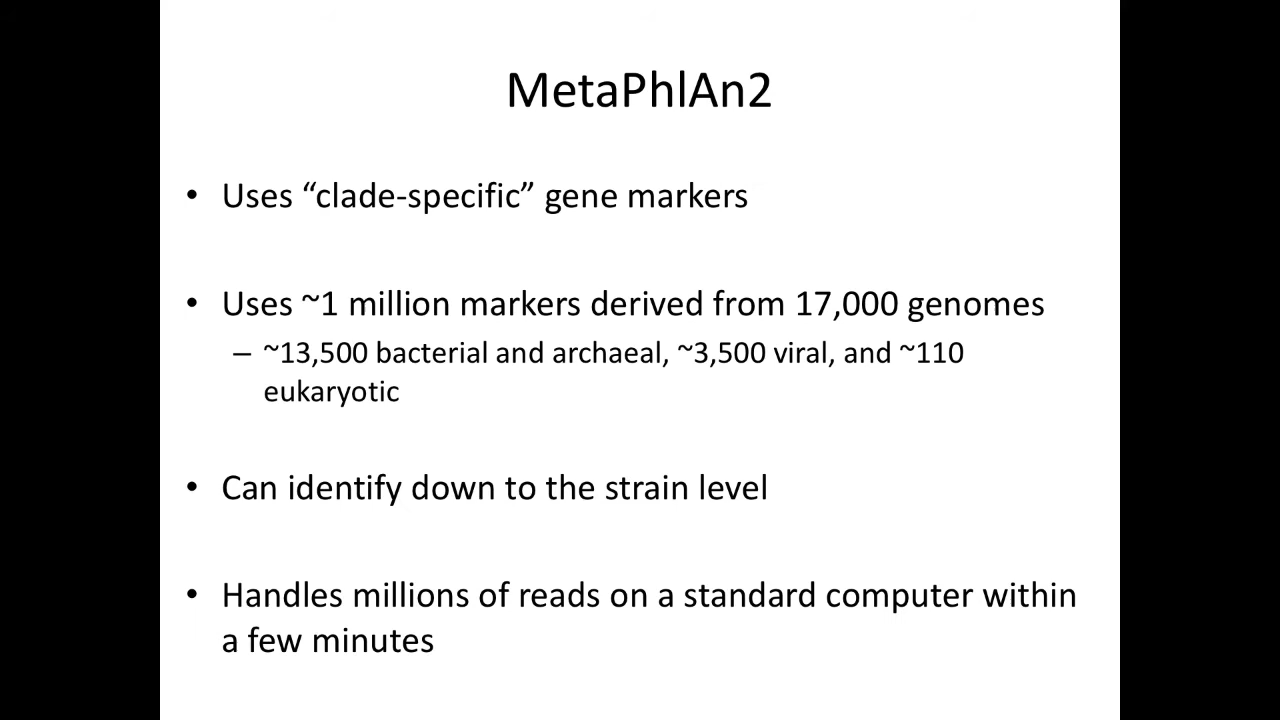 MetaPhlAn2
• Uses “clade-specific” gene markers
• Uses ~1 million markers derived from 17,000 genomes
– ~13,500 bacterial and archaeal, ~3,500 viral, and ~110
eukaryotic
• Can identify down to the strain level
• Handles millions of reads on a standard computer within
a few minutes